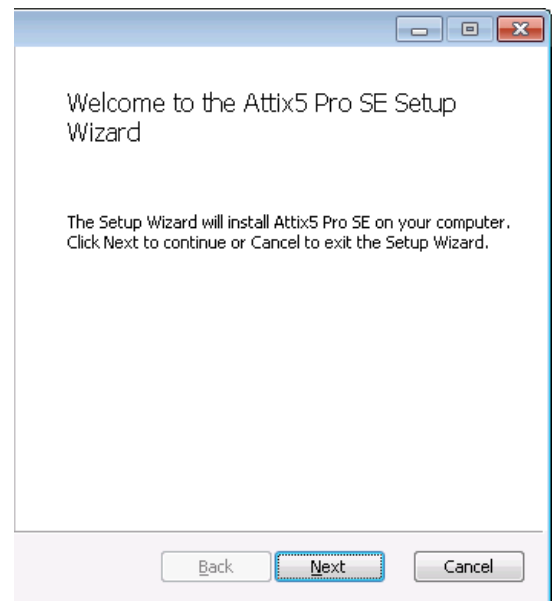 Welcome to the Attix5 Pro SE Setup
Wizard
The Setup Wizard will install Attix5 Pro SE on your computer.
Click Next to continue or Cancel to exit the Setup Wizard.
Back Next Cancel